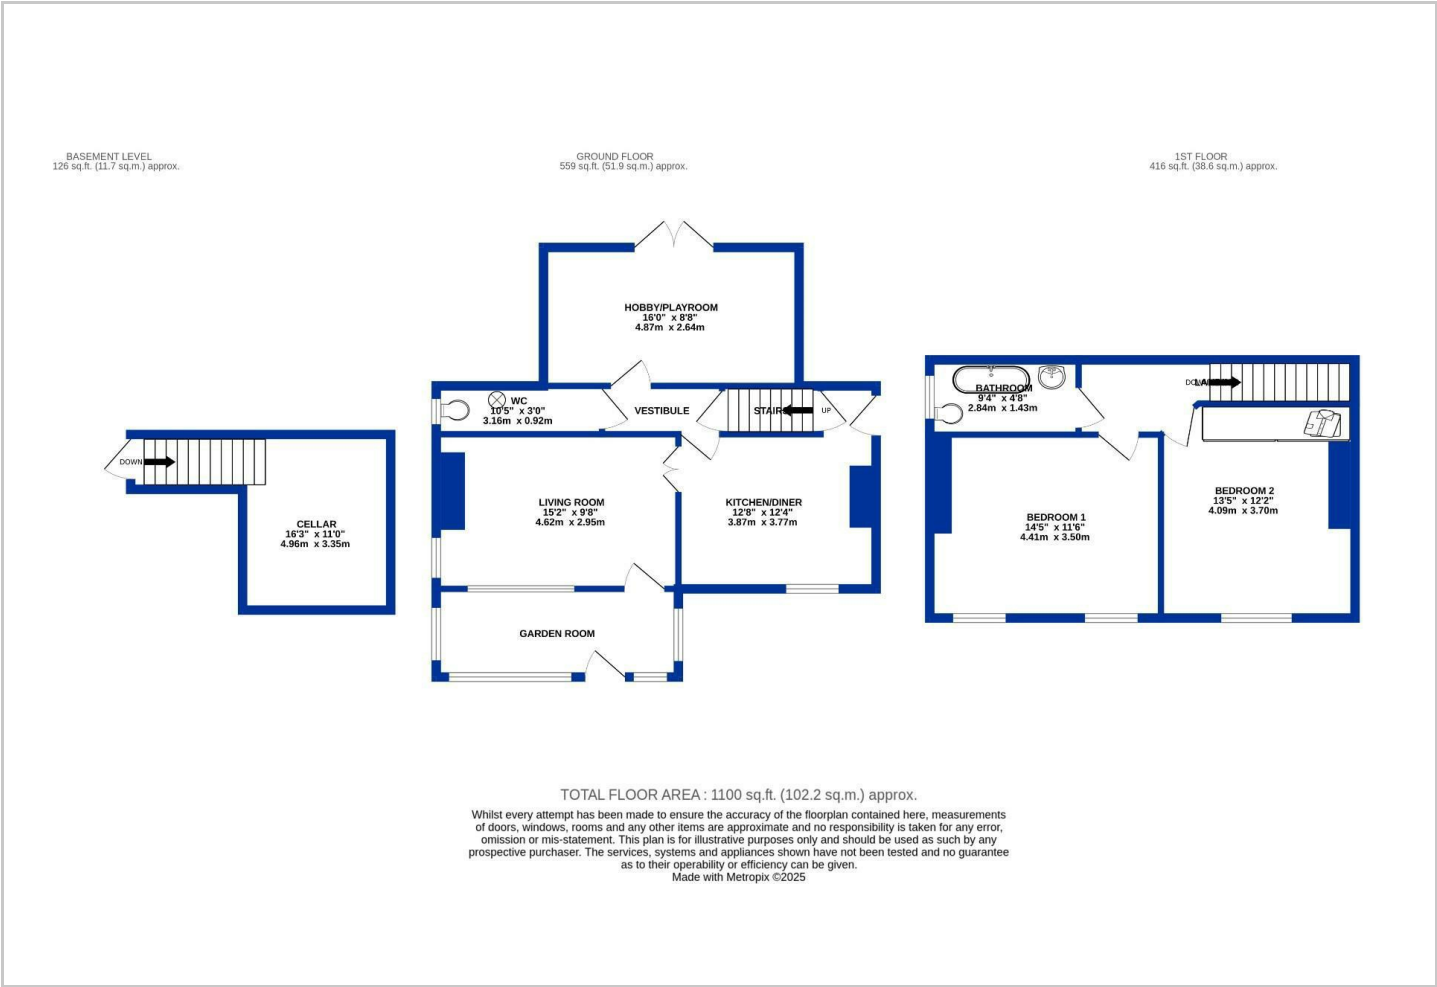 BASEMENT LEVEL
126 sq.ft. (11.7 sq.m.) approx.
GROUND FLOOR
559 sq.ft. (51.9 sq.m.) approx.
1ST FLOOR
416 sq.ft. (38.6 sq.m.) approx.
HOBBY/PLAYROOM
16'0" x 8'8"
4.87m x 2.64m
WC
10'5" x 3'0"
3.16m x 0.92m
VESTIBULE
STAIRS
UP
LIVING ROOM
15'2" x 9'8"
4.62m x 2.95m
KITCHEN/DINER
12'8" x 12'4"
3.87m x 3.77m
GARDEN ROOM
DOWN
CELLAR
16'3" x 11'0"
4.96m x 3.35m
BATHROOM
9'4" x 4'8"
2.84m x 1.43m
DOWN
BEDROOM 1
14'5" x 11'6"
4.41m x 3.50m
BEDROOM 2
13'5" x 12'2"
4.09m x 3.70m
TOTAL FLOOR AREA : 1100 sq.ft. (102.2 sq.m.) approx.
Whilst every attempt has been made to ensure the accuracy of the floorplan contained here, measurements
of doors, windows, rooms and any other items are approximate and no responsibility is taken for any error,
omission or mis-statement. This plan is for illustrative purposes only and should be used as such by any
prospective purchaser. The services, systems and appliances shown have not been tested and no guarantee
as to their operability or efficiency can be given.
Made with Metropix ©2025